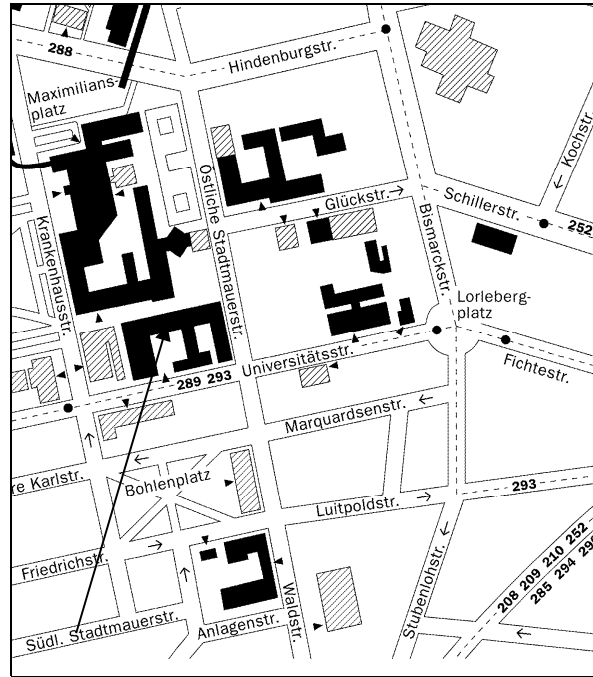 288
Hindenburgstr.
Maximilians-
platz
Kochstr.
Östliche Stadtmauerstr.
Glückstr.
Schillerstr.
252
Krankenhausstr.
Bismarckstr.
Lorleberg-
platz
Universitätsstr.
289 293
Fichtestr.
Marquardsenstr.
re Karlstr.
Bohlenplatz
293
Luitpoldstr.
Friedrichstr.
208 209 210 252
285 294
Stubenlohstr.
Waldstr.
Anlagenstr.
Südl. Stadtmauerstr.